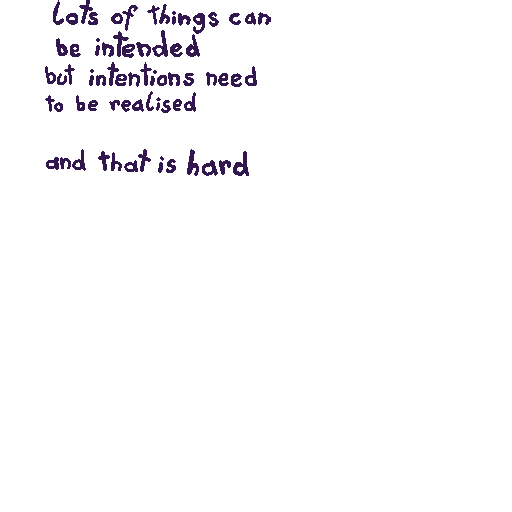 lots of things can
be intended
but intentions need
to be realised
and that is hard